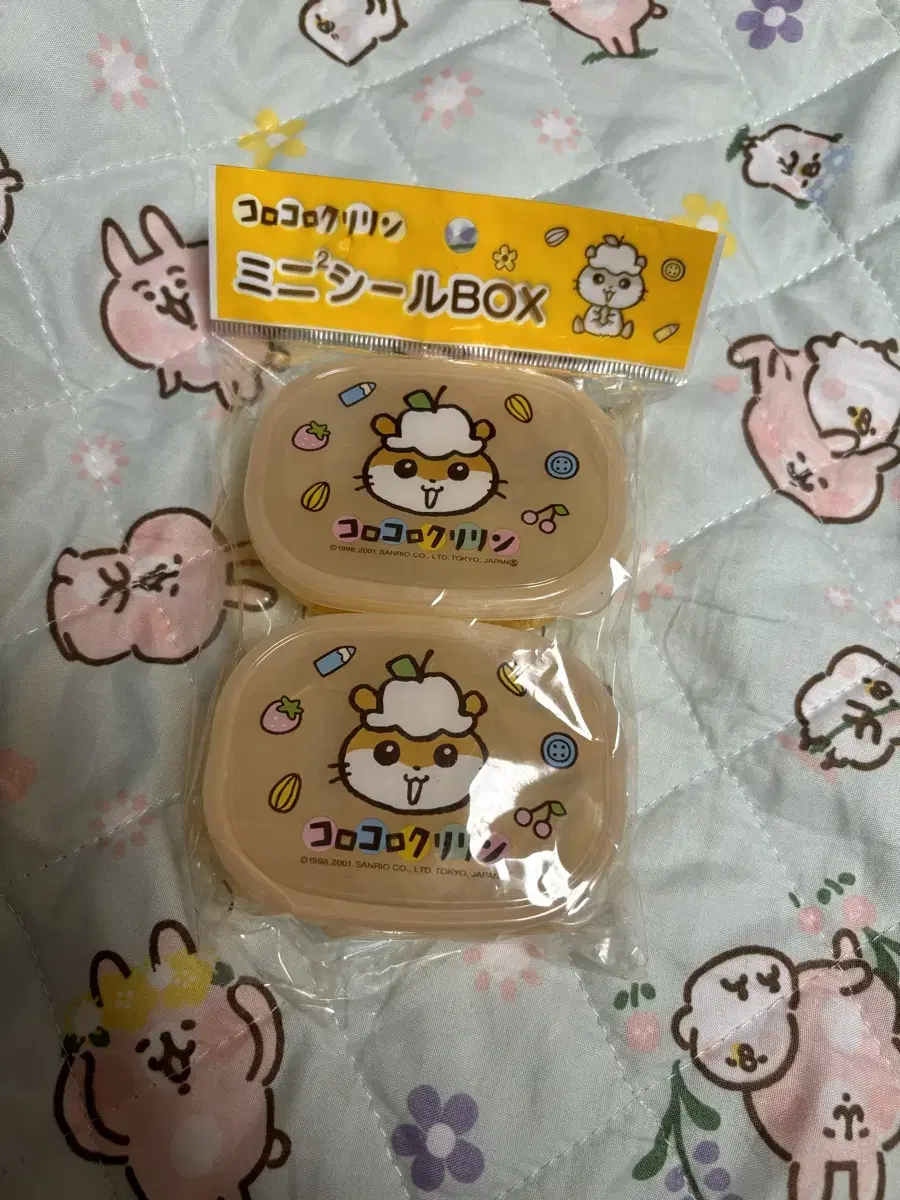 コロコロクリリン
ミニ²シールBOX
コロコロクリリン
©1998,2001 SANRIO CO., LTD. TOKYO, JAPAN Ⓢ
コロコロクリリン
©1998,2001 SANRIO CO., LTD. TOKYO, JAPAN